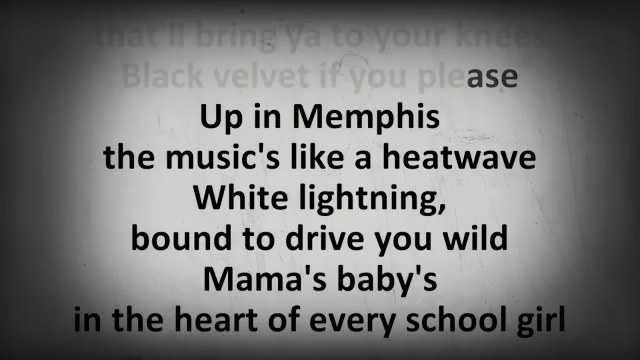 that'll bring ya to your knees
Black velvet if you please
Up in Memphis
the music's like a heatwave
White lightning,
bound to drive you wild
Mama's baby's
in the heart of every school girl